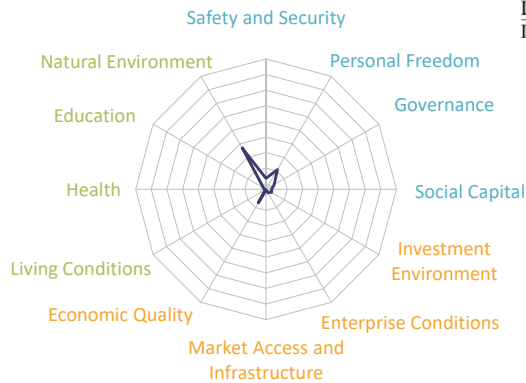 Safety and Security
Personal Freedom
Governance
Social Capital
Investment
Environment
Enterprise Conditions
Market Access and
Infrastructure
Economic Quality
Living Conditions
Health
Education
Natural Environment